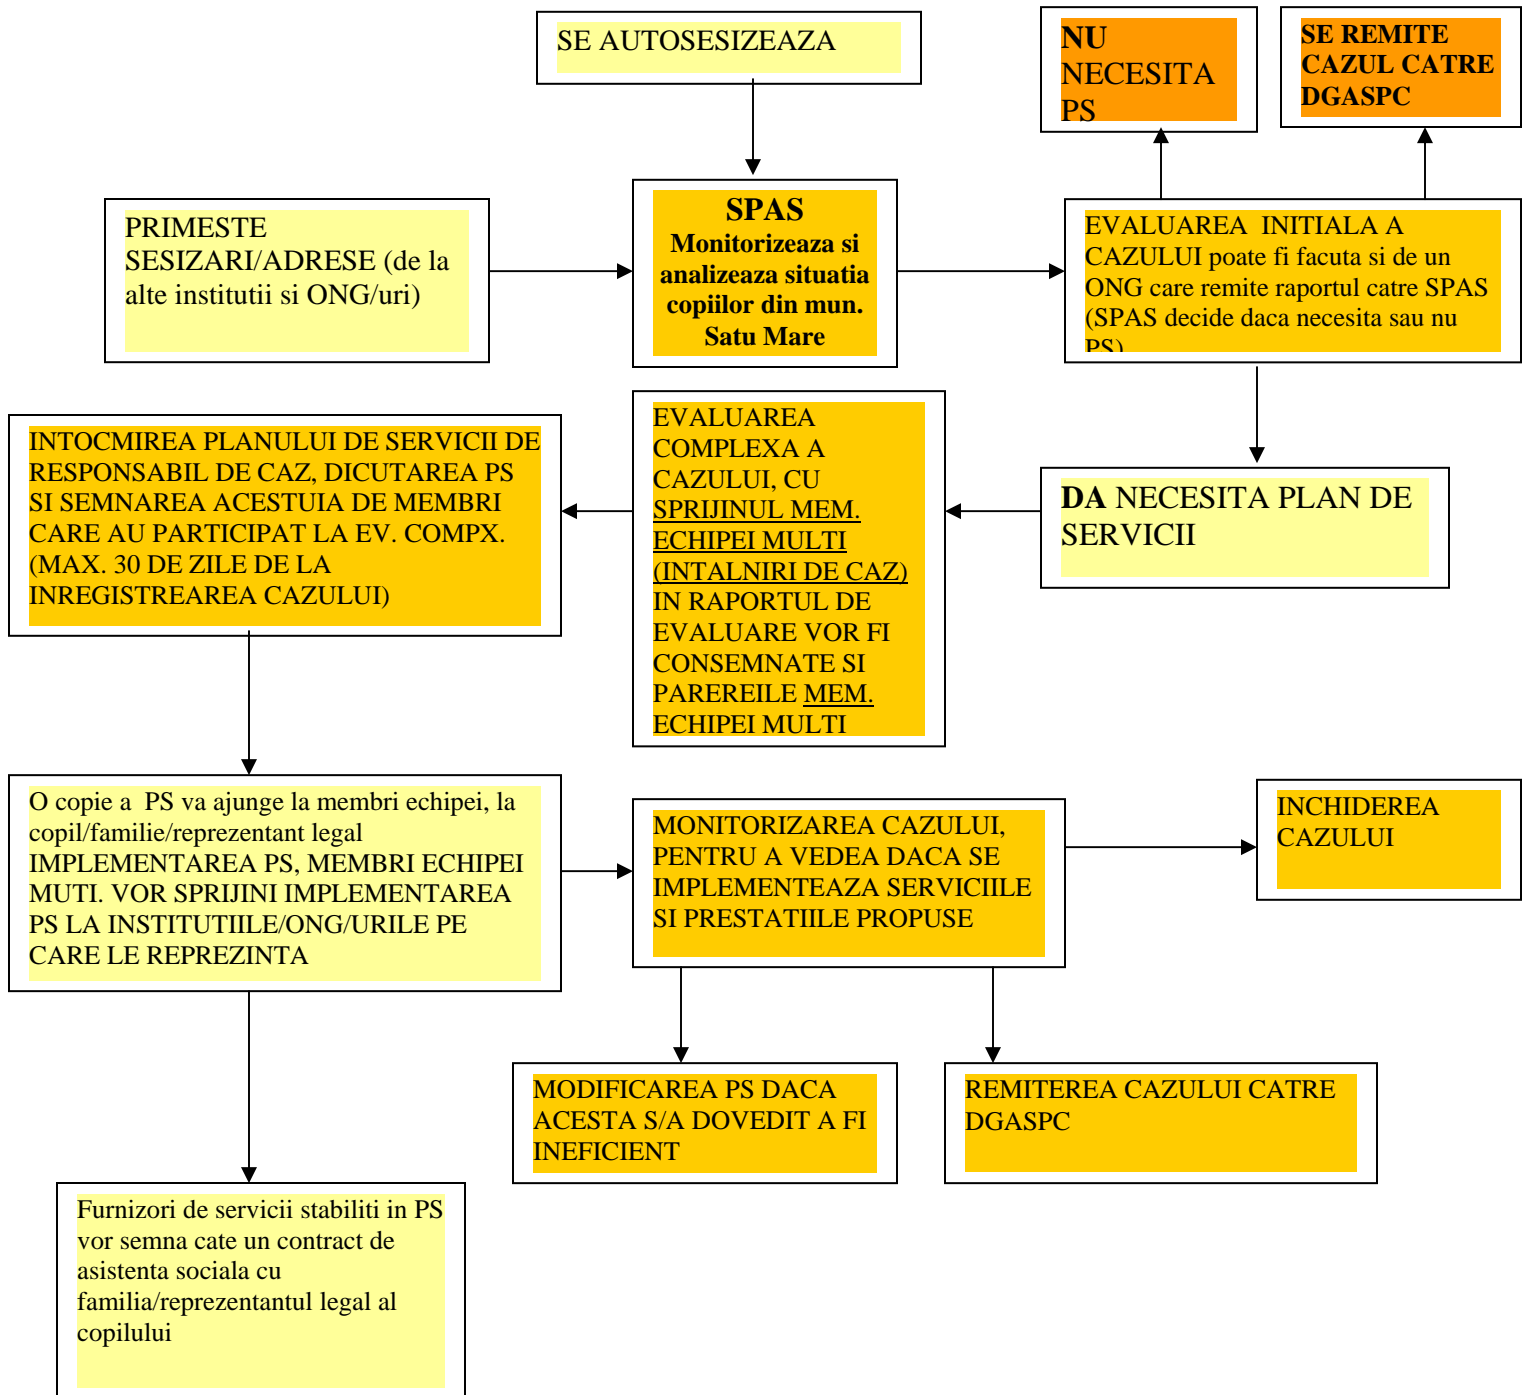 SE AUTOSESIZEAZA
NU
NECESITA
PS
SE REMITE
CAZUL CATRE
DGASPC
PRIMESTE
SESIZARI/ADRESE (de la
alte institutii si ONG/uri)
SPAS
Monitorizeaza si
analizeaza situatia
copiilor din mun.
Satu Mare
EVALUAREA  INITIALA A
CAZULUI poate fi facuta si de un
ONG care remite raportul catre SPAS
(SPAS decide daca necesita sau nu
PS)
INTOCMIREA PLANULUI DE SERVICII DE
RESPONSABIL DE CAZ, DICUTAREA PS
SI SEMNAREA ACESTUIA DE MEMBRI
CARE AU PARTICIPAT LA EV. COMPX.
(MAX. 30 DE ZILE DE LA
INREGISTREAREA CAZULUI)
EVALUAREA
COMPLEXA A
CAZULUI, CU
SPRIJINUL MEM.
ECHIPEI MULTI
(INTALNIRI DE CAZ)
IN RAPORTUL DE
EVALUARE VOR FI
CONSEMNATE SI
PAREREILE MEM.
ECHIPEI MULTI
DA NECESITA PLAN DE
SERVICII
O copie a  PS va ajunge la membri echipei, la
copil/familie/reprezentant legal
IMPLEMENTAREA PS, MEMBRI ECHIPEI
MUTI. VOR SPRIJINI IMPLEMENTAREA
PS LA INSTITUTIILE/ONG/URILE PE
CARE LE REPREZINTA
MONITORIZAREA CAZULUI,
PENTRU A VEDEA DACA SE
IMPLEMENTEAZA SERVICIILE
SI PRESTATIILE PROPUSE
INCHIDEREA
CAZULUI
MODIFICAREA PS DACA
ACESTA S/A DOVEDIT A FI
INEFICIENT
REMITEREA CAZULUI CATRE
DGASPC
Furnizori de servicii stabiliti in PS
vor semna cate un contract de
asistenta sociala cu
familia/reprezentantul legal al
copilului